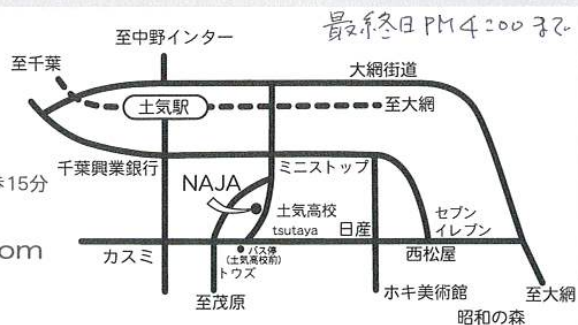 最終日PM4:00まで
至中野インター
至千葉
大網街道
土気駅
至大網
千葉興業銀行
ミニストップ
歩15分
NAJA
土気高校
セブン
イレブン
tsutaya
日産
om
カスミ
バス停
(土気高校前)
トウズ
西松屋
至茂原
ホキ美術館
至大網
昭和の森